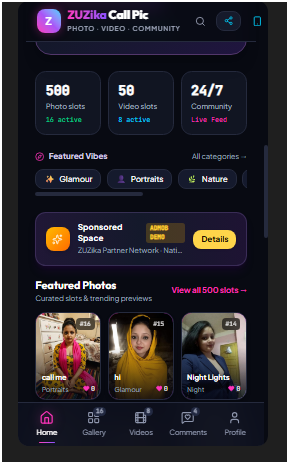 Z ZUZika Call Pic
PHOTO · VIDEO · COMMUNITY
500
Photo slots
16 active
50
Video slots
8 active
24/7
Community
Live Feed
Featured Vibes
All categories →
Glamour
Portraits
Nature
Sponsored Space
ADMOB DEMO
ZUZika Partner Network · Nati...
Details
Featured Photos
Curated slots & trending previews
View all 500 slots →
#16
call me
Portraits
0
#15
hi
Glamour
0
#14
Night Lights
Night
0
Home
16
Gallery
8
Videos
4
Comments
Profile